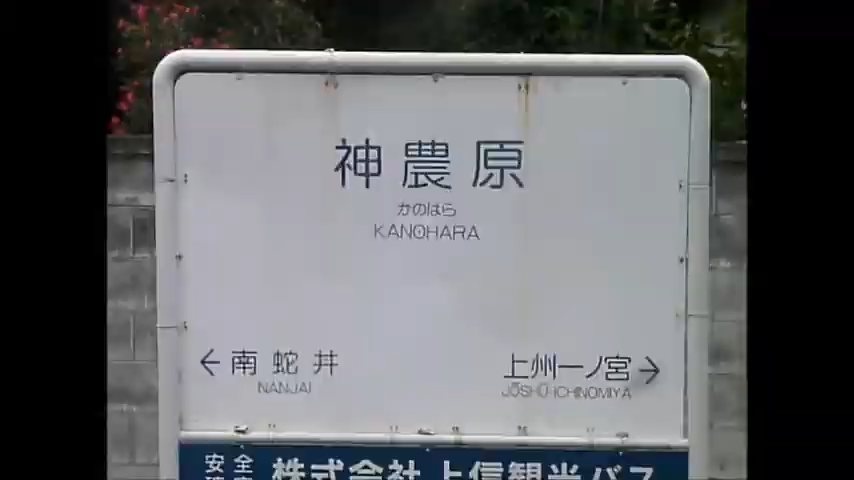 神農原
かのはら
KANOHARA
← 南蛇井 上州一ノ宮 →
NANJAI JŌSHŪ ICHINOMIYA
安全
株式会社上信観光バス